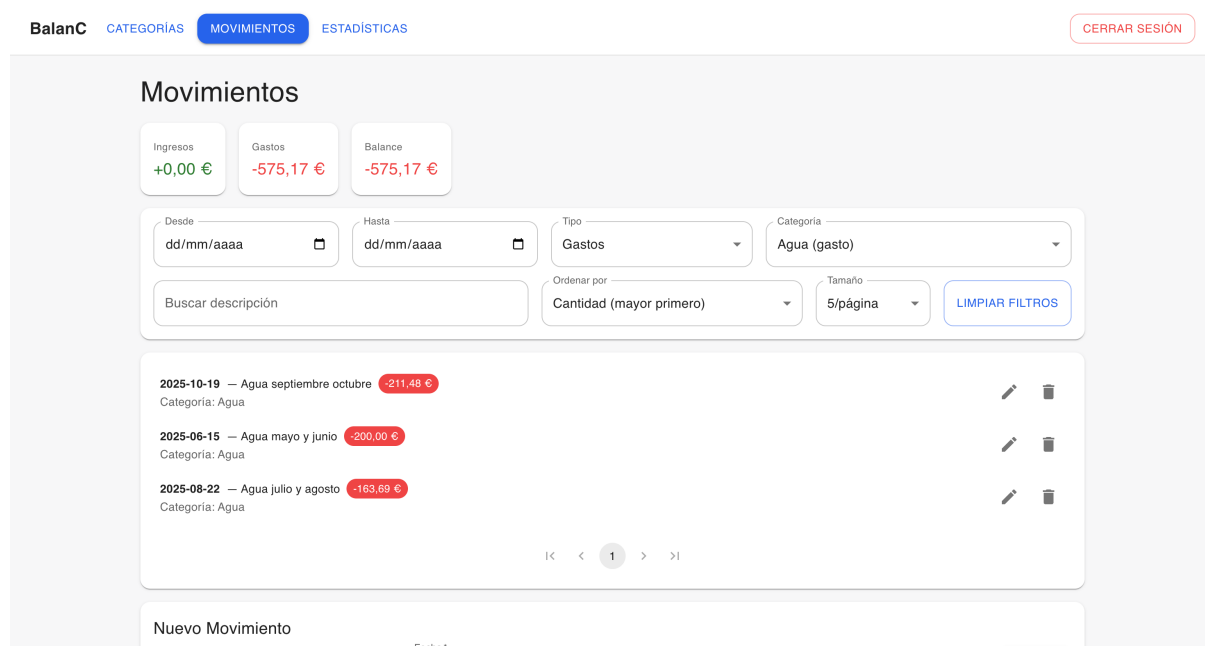 BalanC CATEGORÍAS MOVIMIENTOS ESTADÍSTICAS CERRAR SESIÓN
Movimientos
Ingresos Gastos Balance
+0,00 € -575,17 € -575,17 €
Desde Hasta Tipo Categoría
dd/mm/aaaa dd/mm/aaaa Gastos Agua (gasto)
Ordenar por Tamaño
Buscar descripción Cantidad (mayor primero) 5/página LIMPIAR FILTROS
2025-10-19 — Agua septiembre octubre -211,48 €
Categoría: Agua
2025-06-15 — Agua mayo y junio -200,00 €
Categoría: Agua
2025-08-22 — Agua julio y agosto -163,69 €
Categoría: Agua
1
Nuevo Movimiento